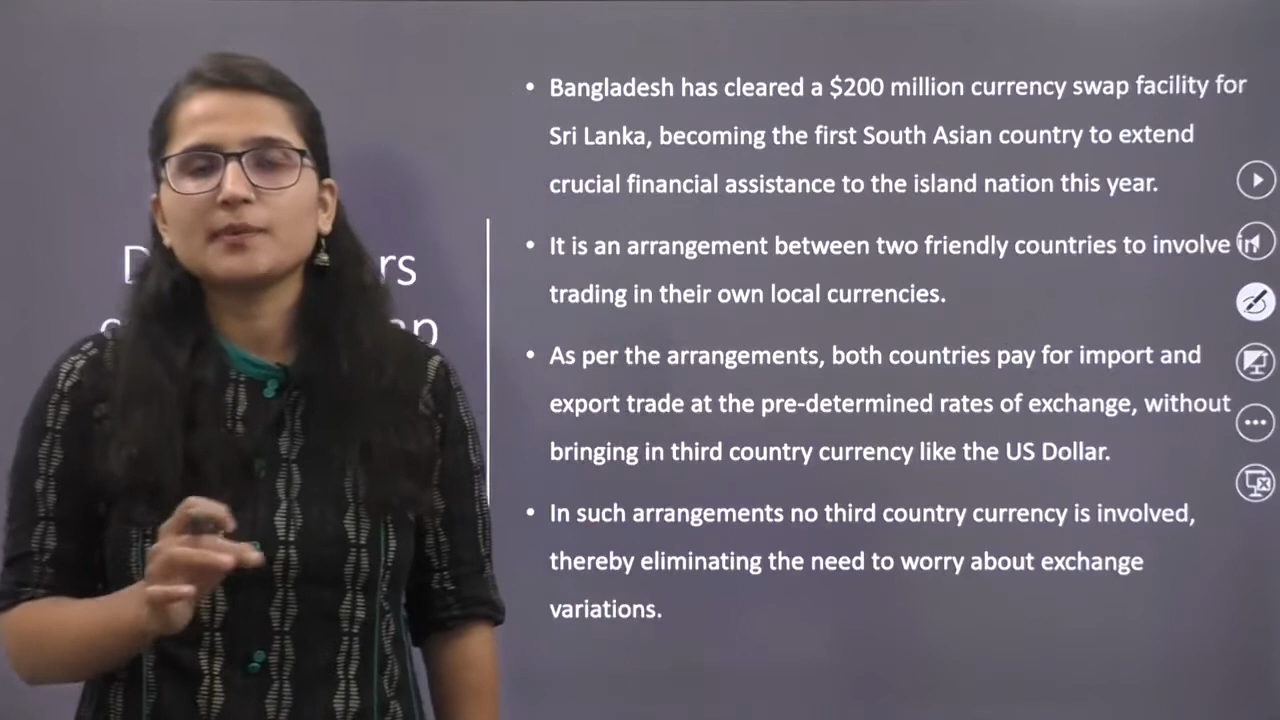 • Bangladesh has cleared a $200 million currency swap facility for
Sri Lanka, becoming the first South Asian country to extend
crucial financial assistance to the island nation this year.
• It is an arrangement between two friendly countries to involve in
trading in their own local currencies.
• As per the arrangements, both countries pay for import and
export trade at the pre-determined rates of exchange, without
bringing in third country currency like the US Dollar.
• In such arrangements no third country currency is involved,
thereby eliminating the need to worry about exchange
variations.